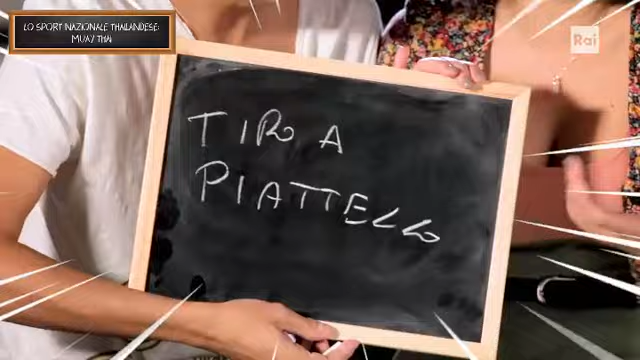 LO SPORT NAZIONALE THAILANDESE:
MUAY THAI
Rai
TIRO A
PIATTELLO